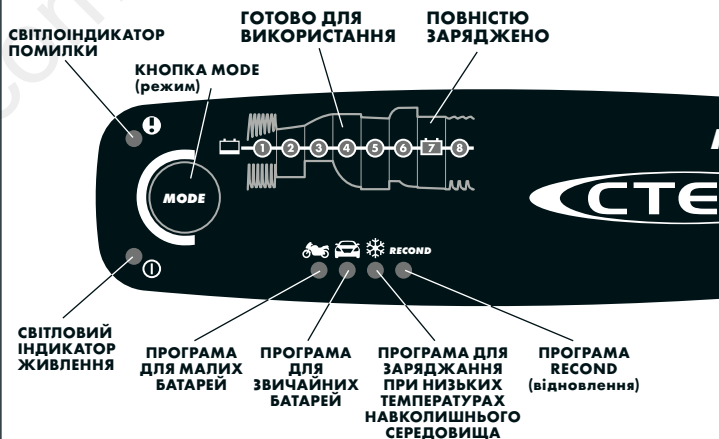 ГОТОВО ДЛЯ
ВИКОРИСТАННЯ
ПОВНІСТЮ
ЗАРЯДЖЕНО
СВІТЛОІНДИКАТОР
ПОМИЛКИ
КНОПКА MODE
(режим)
1 2 3 4 5 6 7 8
MODE
CTE
RECOND
СВІТЛОВИЙ
ІНДИКАТОР
ЖИВЛЕННЯ
ПРОГРАМА
ДЛЯ МАЛИХ
БАТАРЕЙ
ПРОГРАМА
ДЛЯ
ЗВИЧАЙНИХ
БАТАРЕЙ
ПРОГРАМА ДЛЯ
ЗАРЯДЖАННЯ
ПРИ НИЗЬКИХ
ТЕМПЕРАТУРАХ
НАВКОЛИШНЬОГО
СЕРЕДОВИЩА
ПРОГРАМА
RECOND
(відновлення)